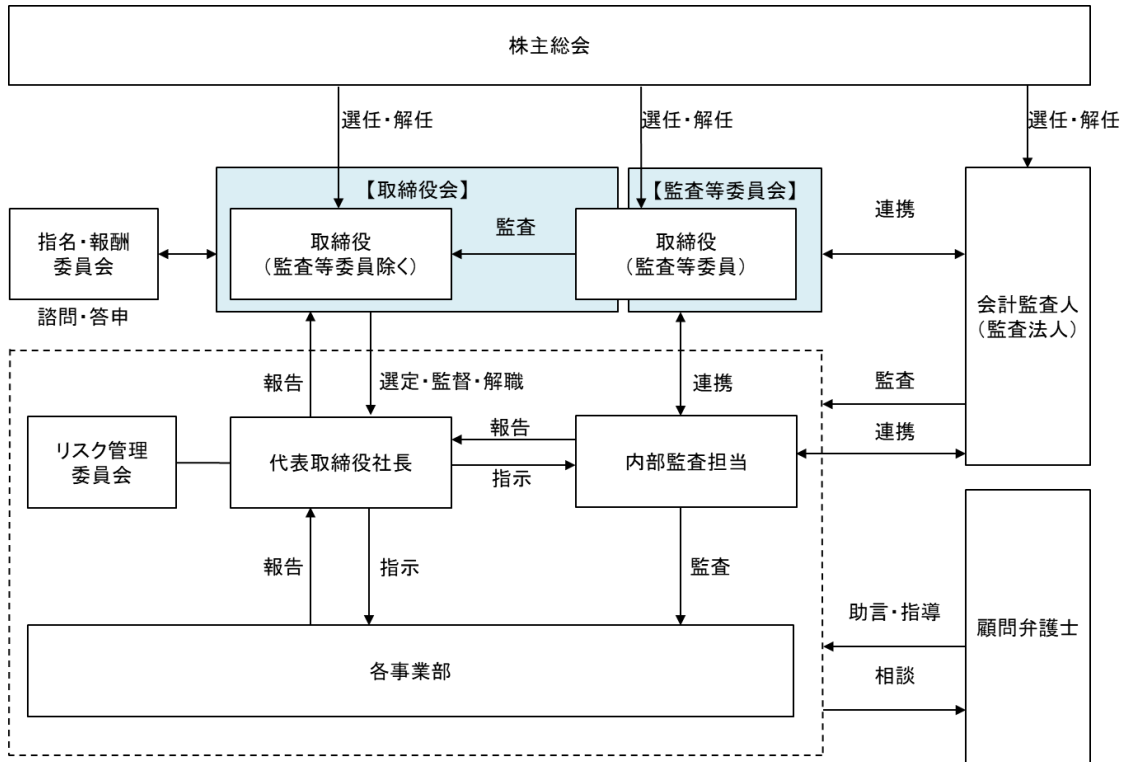 株主総会
選任・解任
選任・解任
選任・解任
【取締役会】
【監査等委員会】
指名・報酬
委員会
諮問・答申
取締役
(監査等委員除く)
監査
取締役
(監査等委員)
連携
会計監査人
(監査法人)
報告
選定・監督・解職
連携
監査
連携
リスク管理
委員会
代表取締役社長
報告
指示
内部監査担当
報告
指示
監査
助言・指導
相談
顧問弁護士
各事業部